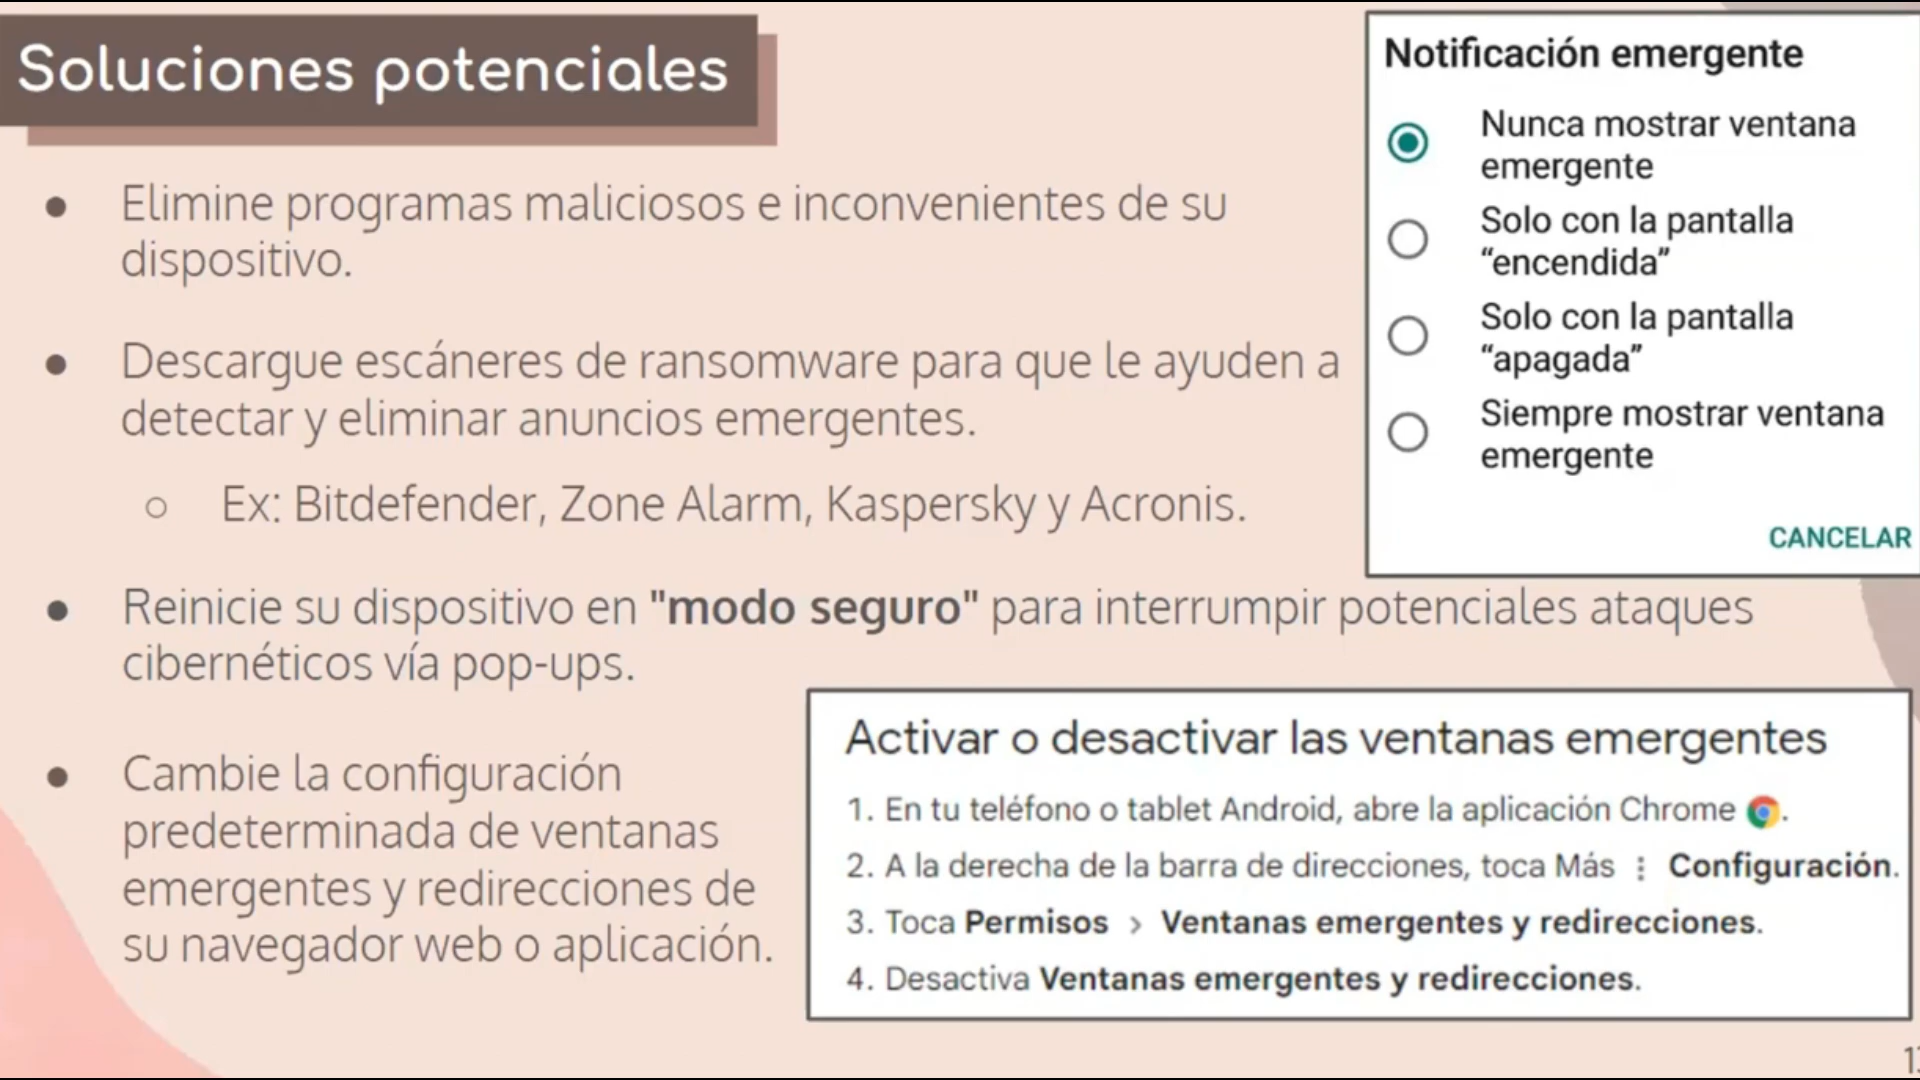 Soluciones potenciales
● Elimine programas maliciosos e inconvenientes de su
dispositivo.
● Descargue escáneres de ransomware para que le ayuden a
detectar y eliminar anuncios emergentes.
○ Ex: Bitdefender, Zone Alarm, Kaspersky y Acronis.
● Reinicie su dispositivo en "modo seguro" para interrumpir potenciales ataques
cibernéticos vía pop-ups.
● Cambie la configuración
predeterminada de ventanas
emergentes y redirecciones de
su navegador web o aplicación.
Notificación emergente
Nunca mostrar ventana
emergente
Solo con la pantalla
“encendida”
Solo con la pantalla
“apagada”
Siempre mostrar ventana
emergente
CANCELAR
Activar o desactivar las ventanas emergentes
1. En tu teléfono o tablet Android, abre la aplicación Chrome .
2. A la derecha de la barra de direcciones, toca Más ⋮ Configuración.
3. Toca Permisos > Ventanas emergentes y redirecciones.
4. Desactiva Ventanas emergentes y redirecciones.